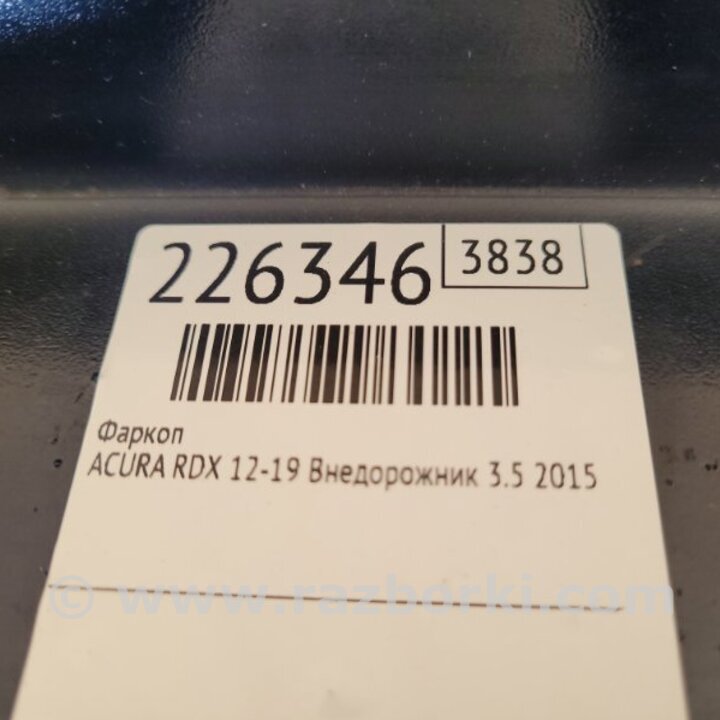 226346 3838
Фаркоп
ACURA RDX 12-19 Внедорожник 3.5 2015
© www.razborki.com